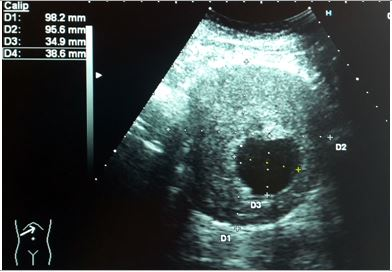 Calip
D1: 98.2 mm
D2: 95.6 mm
D3: 34.9 mm
D4: 38.6 mm
H
D2
D3
D1